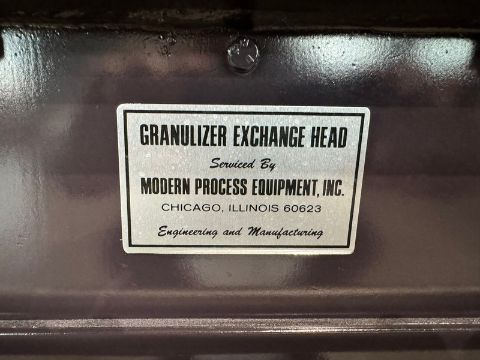 GRANULIZER EXCHANGE HEAD
Serviced By
MODERN PROCESS EQUIPMENT, INC.
CHICAGO, ILLINOIS 60623
Engineering and Manufacturing